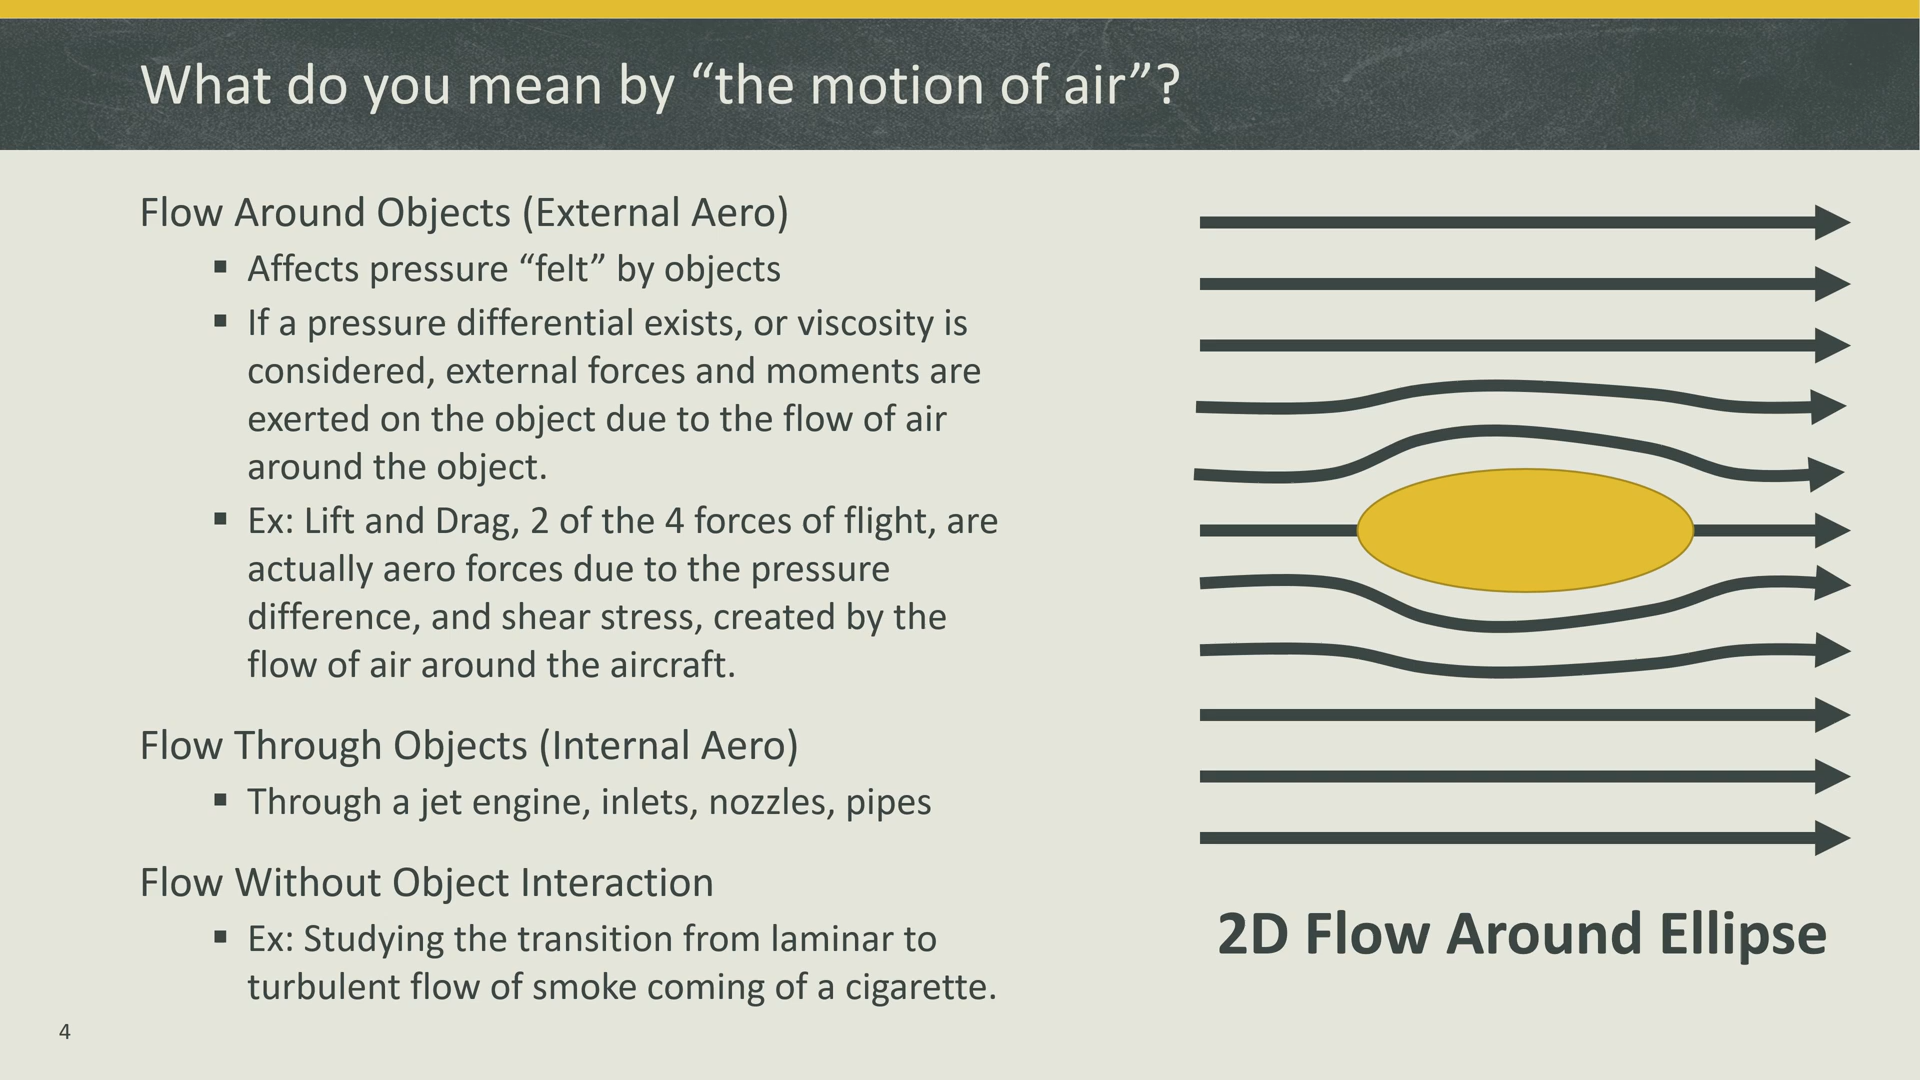 What do you mean by “the motion of air”?
Flow Around Objects (External Aero)
▪ Affects pressure “felt” by objects
▪ If a pressure differential exists, or viscosity is
considered, external forces and moments are
exerted on the object due to the flow of air
around the object.
▪ Ex: Lift and Drag, 2 of the 4 forces of flight, are
actually aero forces due to the pressure
difference, and shear stress, created by the
flow of air around the aircraft.
Flow Through Objects (Internal Aero)
▪ Through a jet engine, inlets, nozzles, pipes
Flow Without Object Interaction
▪ Ex: Studying the transition from laminar to
turbulent flow of smoke coming of a cigarette.
2D Flow Around Ellipse
4